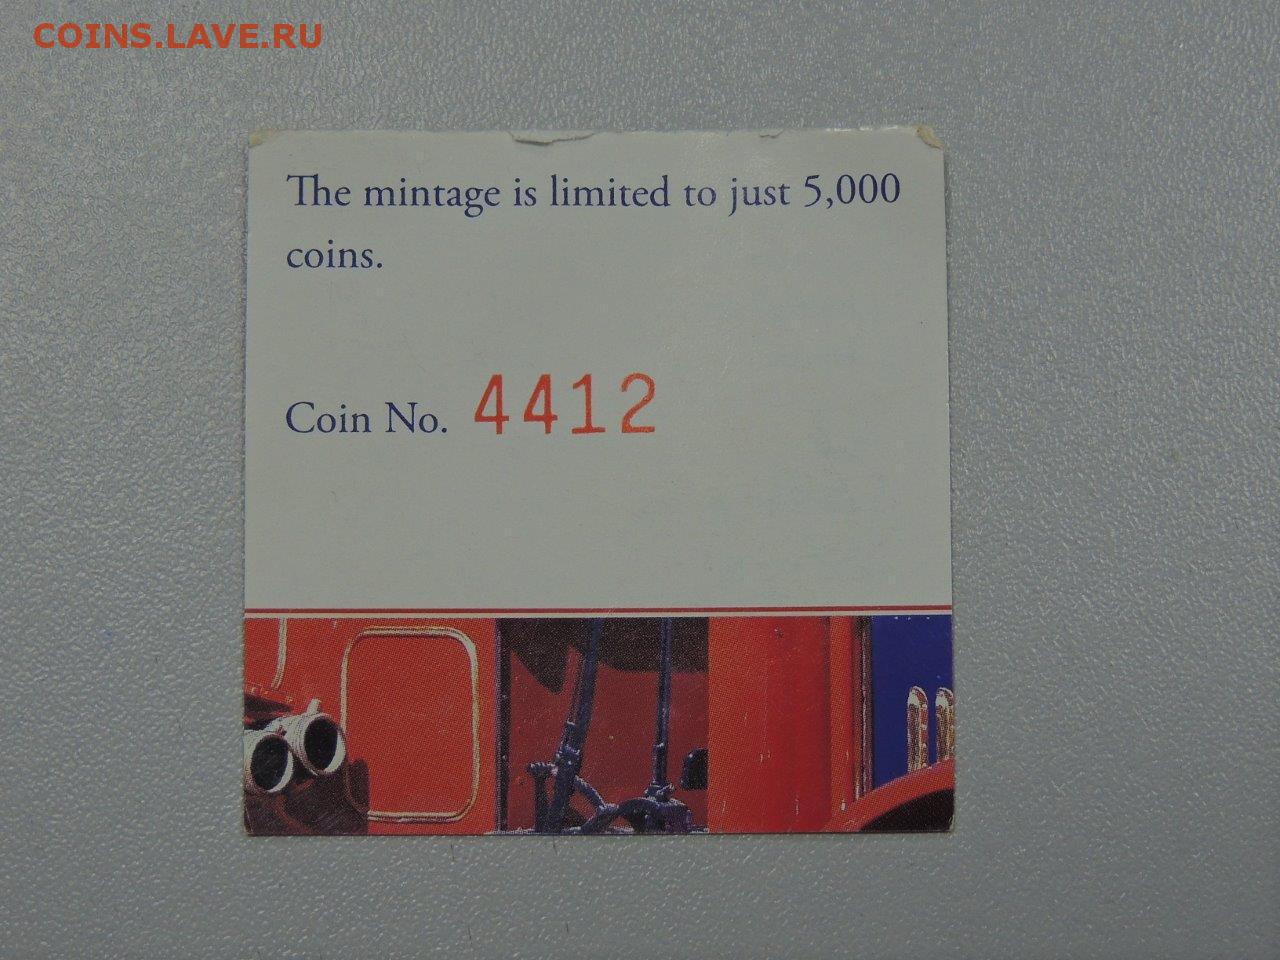 COINS.LAVE.RU
The mintage is limited to just 5,000
coins.
Coin No. 4412